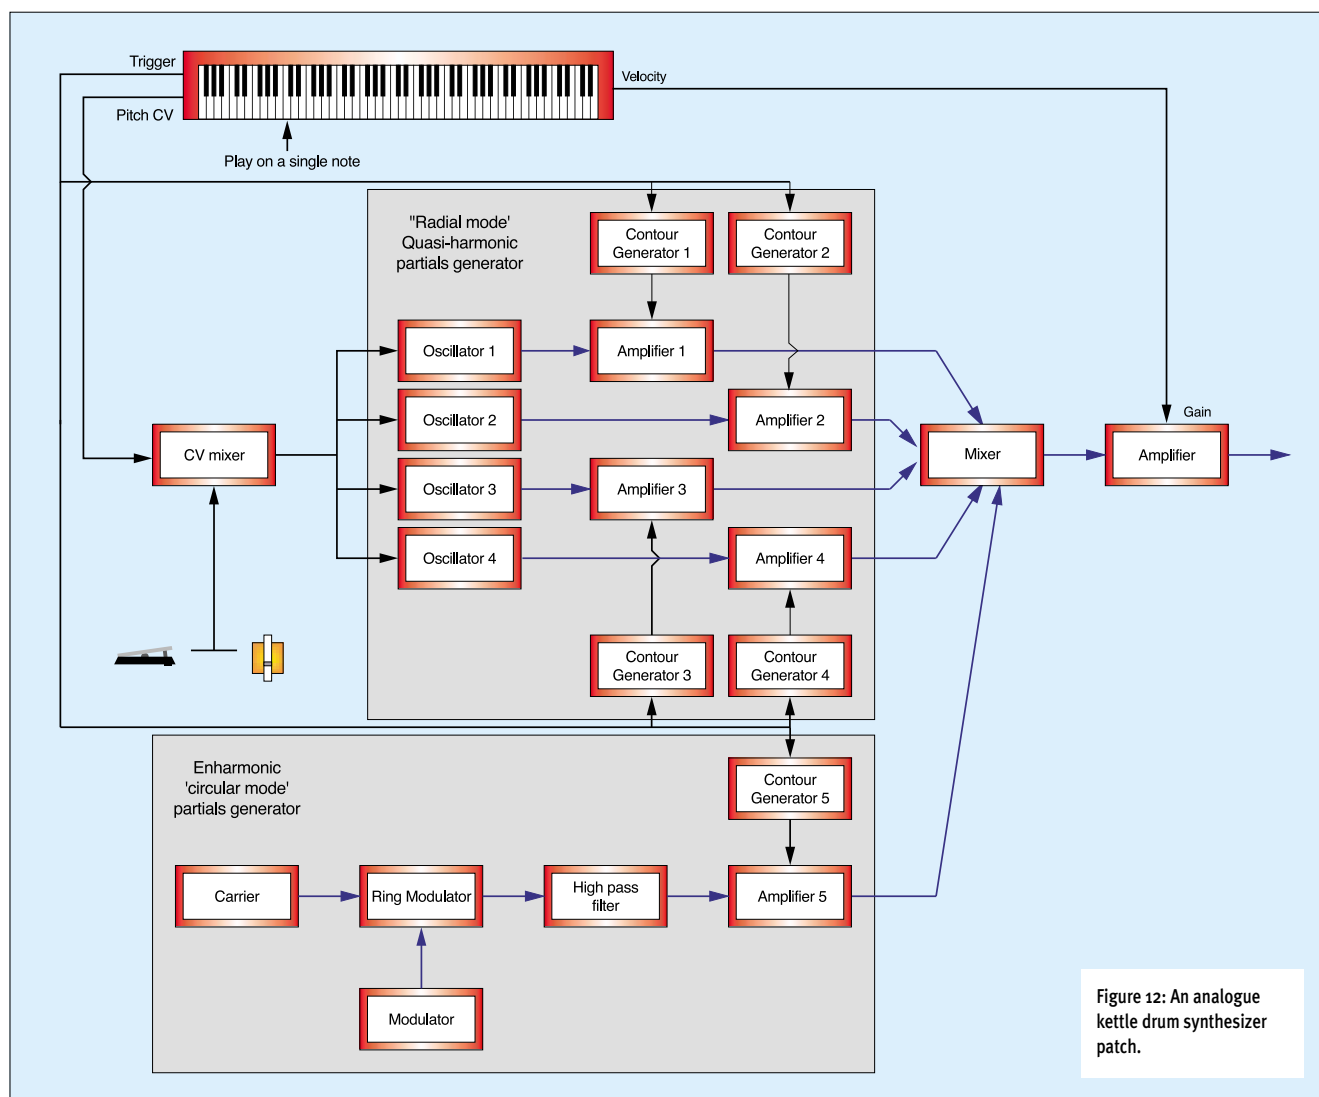 Trigger
Pitch CV
Velocity
Play on a single note
"Radial mode'
Quasi-harmonic
partials generator
Contour
Generator 1
Contour
Generator 2
Oscillator 1
Amplifier 1
Oscillator 2
Amplifier 2
Gain
CV mixer
Mixer
Amplifier
Oscillator 3
Amplifier 3
Oscillator 4
Amplifier 4
Contour
Generator 3
Contour
Generator 4
Enharmonic
'circular mode'
partials generator
Contour
Generator 5
Carrier
Ring Modulator
High pass
filter
Amplifier 5
Modulator
Figure 12: An analogue
kettle drum synthesizer
patch.